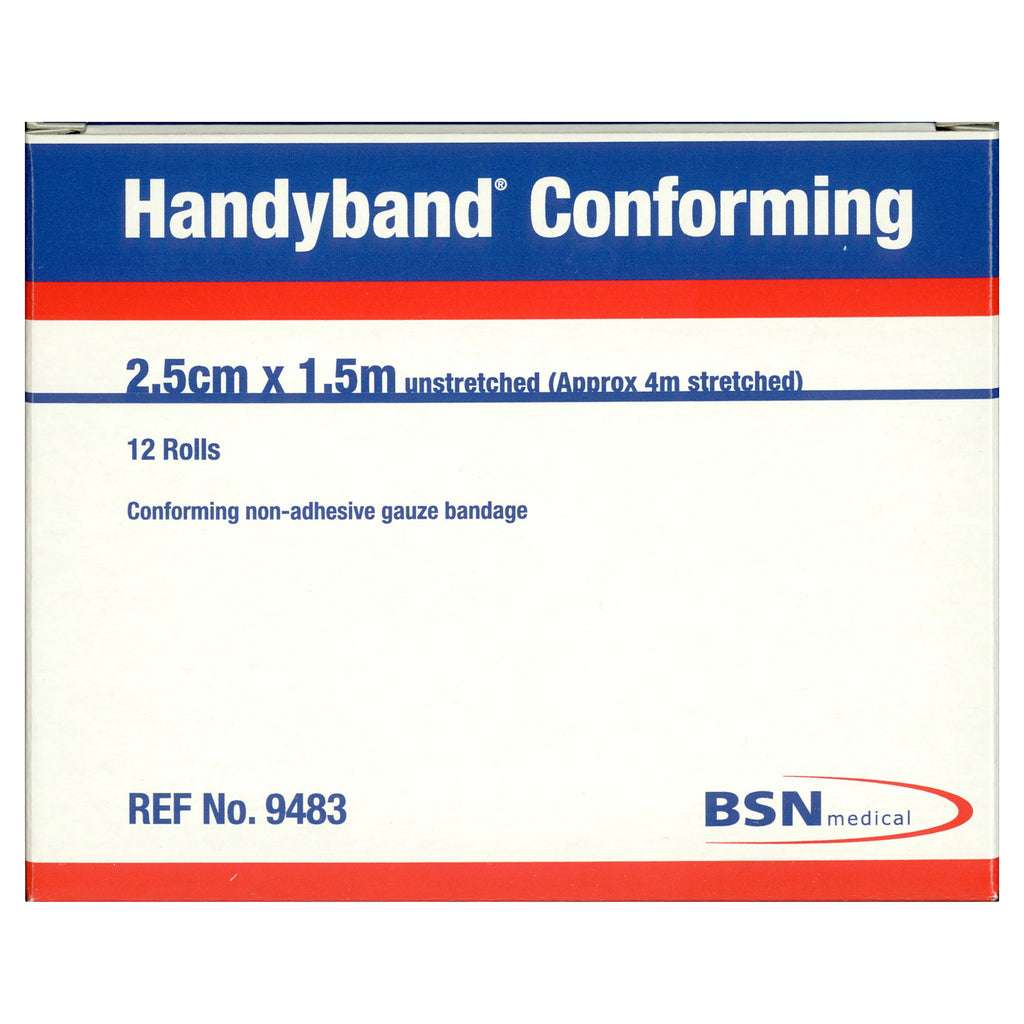 Handyband® Conforming
2.5cm x 1.5m unstretched (Approx 4m stretched)
12 Rolls
Conforming non-adhesive gauze bandage
REF No. 9483
BSN medical